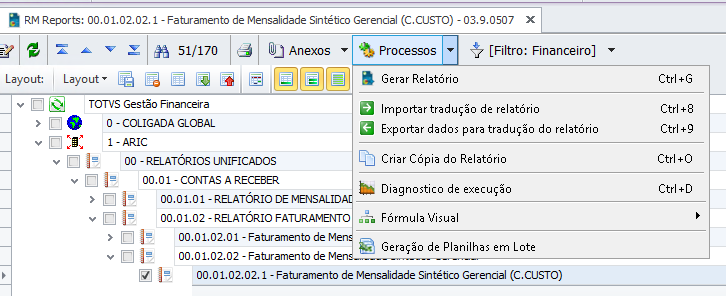 RM Reports: 00.01.02.02.1 - Faturamento de Mensalidade Sintético Gerencial (C.CUSTO) - 03.9.0507
51/170 Anexos Processos [Filtro: Financeiro]
Layout: Layout
Gerar Relatório Ctrl+G
Importar tradução de relatório Ctrl+8
Exportar dados para tradução do relatório Ctrl+9
Criar Cópia do Relatório Ctrl+O
Diagnostico de execução Ctrl+D
Fórmula Visual
Geração de Planilhas em Lote
TOTVS Gestão Financeira
0 - COLIGADA GLOBAL
1 - ARIC
00 - RELATÓRIOS UNIFICADOS
00.01 - CONTAS A RECEBER
00.01.01 - RELATÓRIO DE MENSALIDAD
00.01.02 - RELATÓRIO FATURAMENTO
00.01.02.01 - Faturamento de Mens
00.01.02.02 - Faturamento de Mensalidade Sintético Gerencial
00.01.02.02.1 - Faturamento de Mensalidade Sintético Gerencial (C.CUSTO)